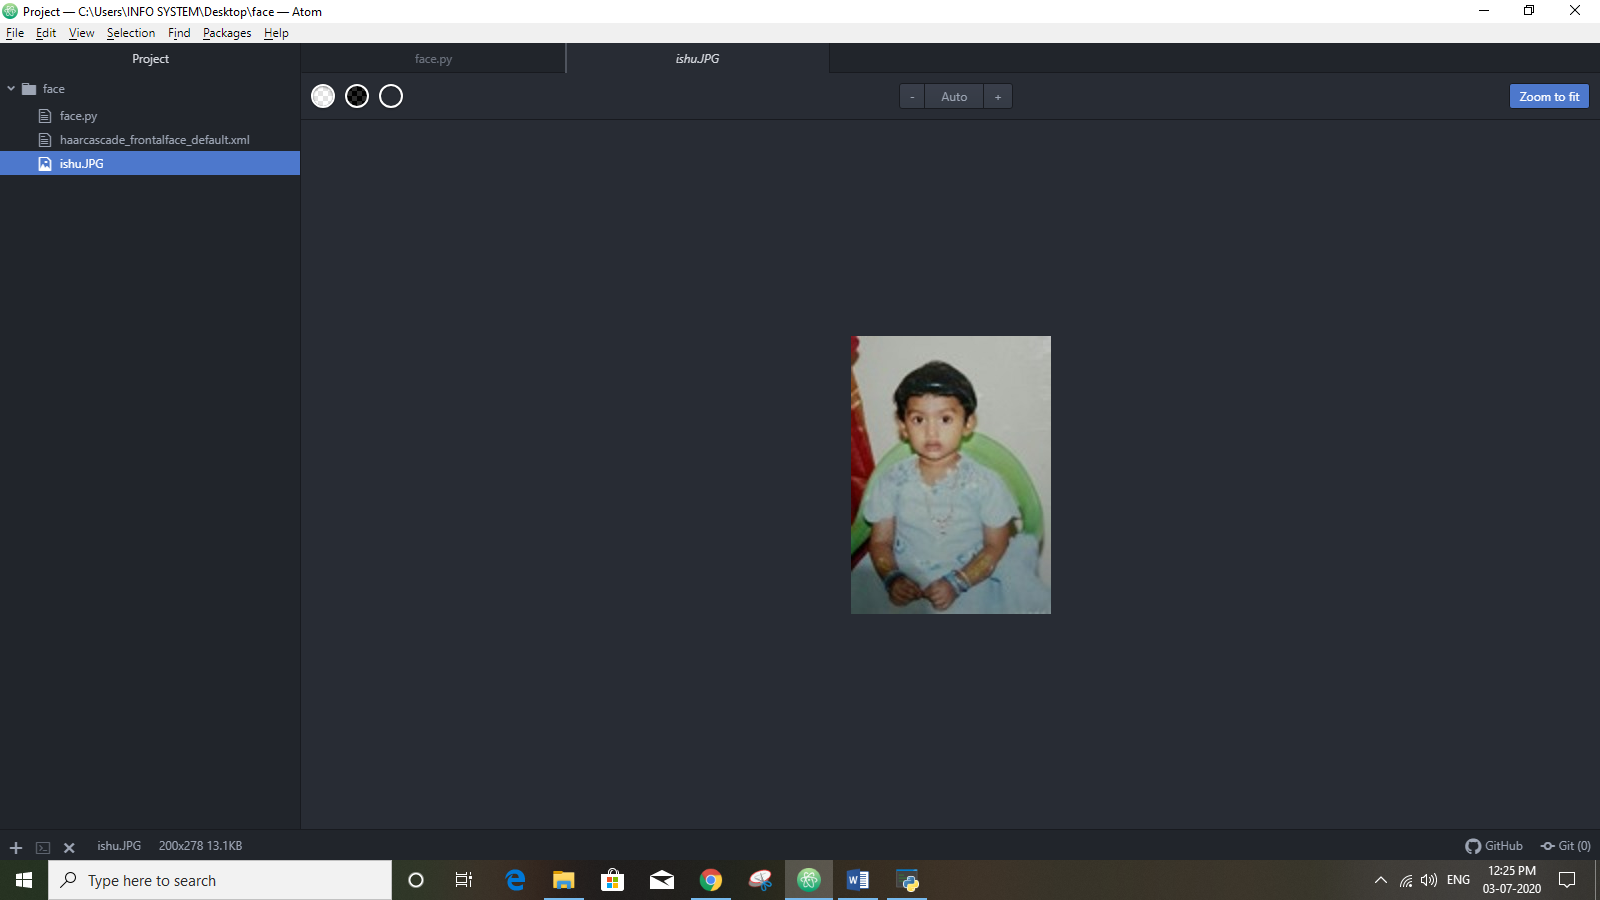 Project — C:\Users\INFO SYSTEM\Desktop\face — Atom
File Edit View Selection Find Packages Help
Project
face.py
ishu.JPG
face
face.py
haarcascade_frontalface_default.xml
ishu.JPG
- Auto +
Zoom to fit
ishu.JPG 200x278 13.1KB
GitHub Git (0)
Type here to search
ENG
12:25 PM
03-07-2020